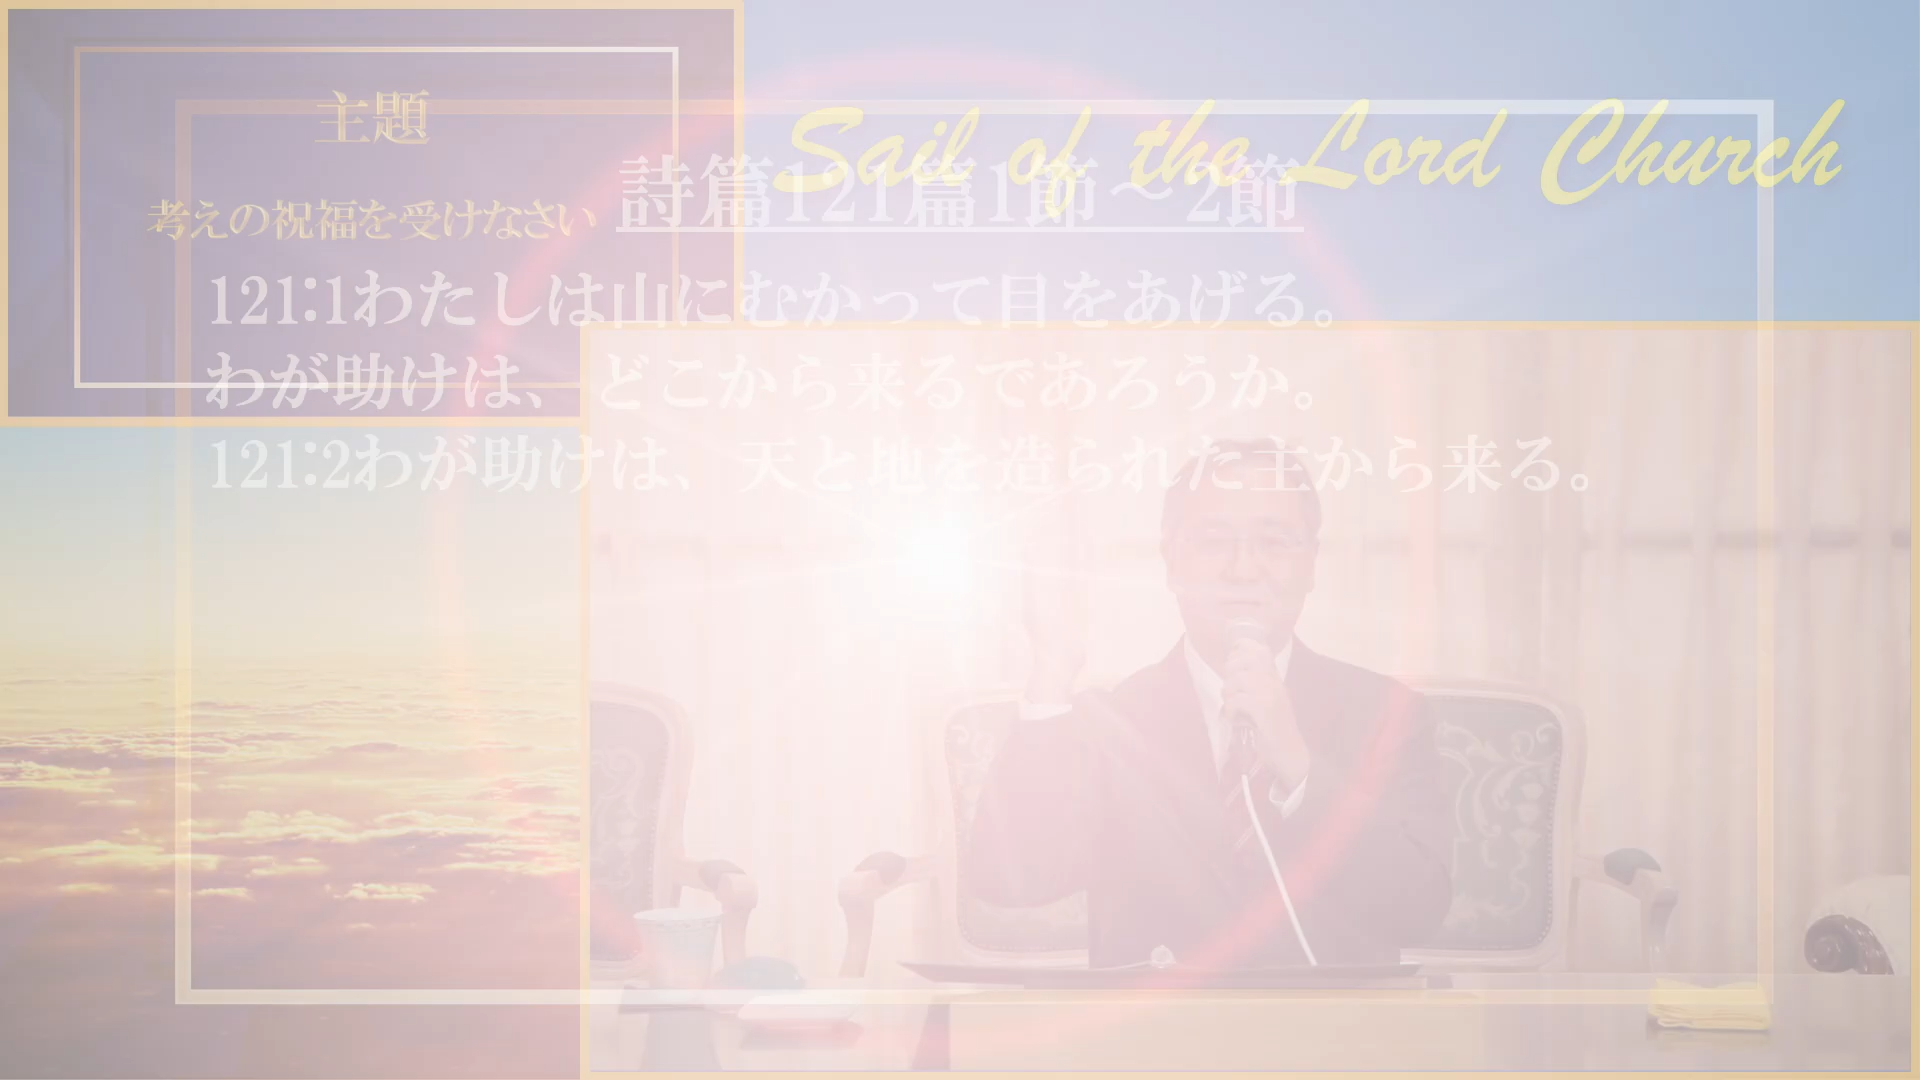 主題
考えの祝福を受けなさい
Sail of the Lord Church
詩篇121篇1節～2節
121:1わたしは山にむかって目をあげる。
わが助けは、どこから来るであろうか。
121:2わが助けは、天と地を造られた主から来る。